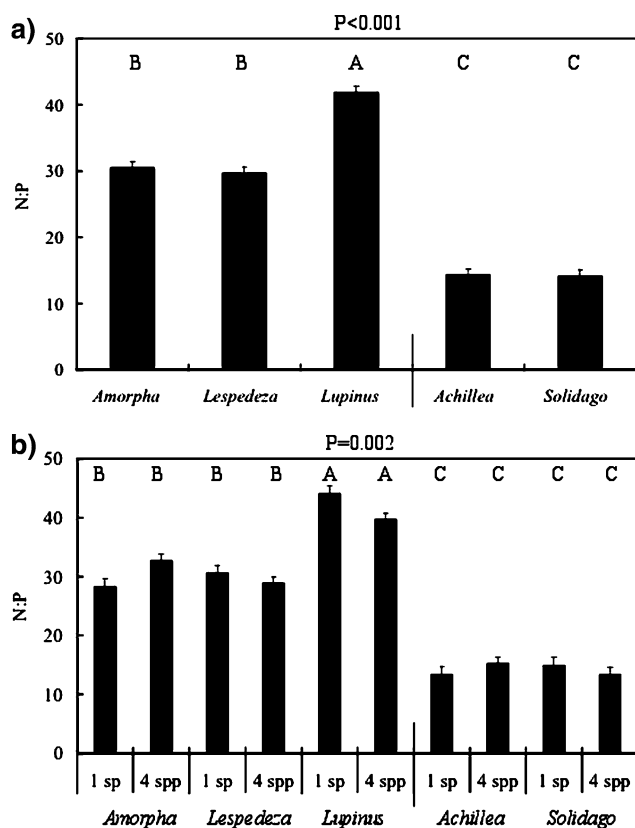 a)
P<0.001
B B A C C
50
40
30
20
10
0
N:P
Amorpha Lespedeza Lupinus Achillea Solidago
b)
P=0.002
B B B B A A C C C C
50
40
30
20
10
0
N:P
1 sp 4 spp 1 sp 4 spp 1 sp 4 spp 1 sp 4 spp 1 sp 4 spp
Amorpha Lespedeza Lupinus Achillea Solidago